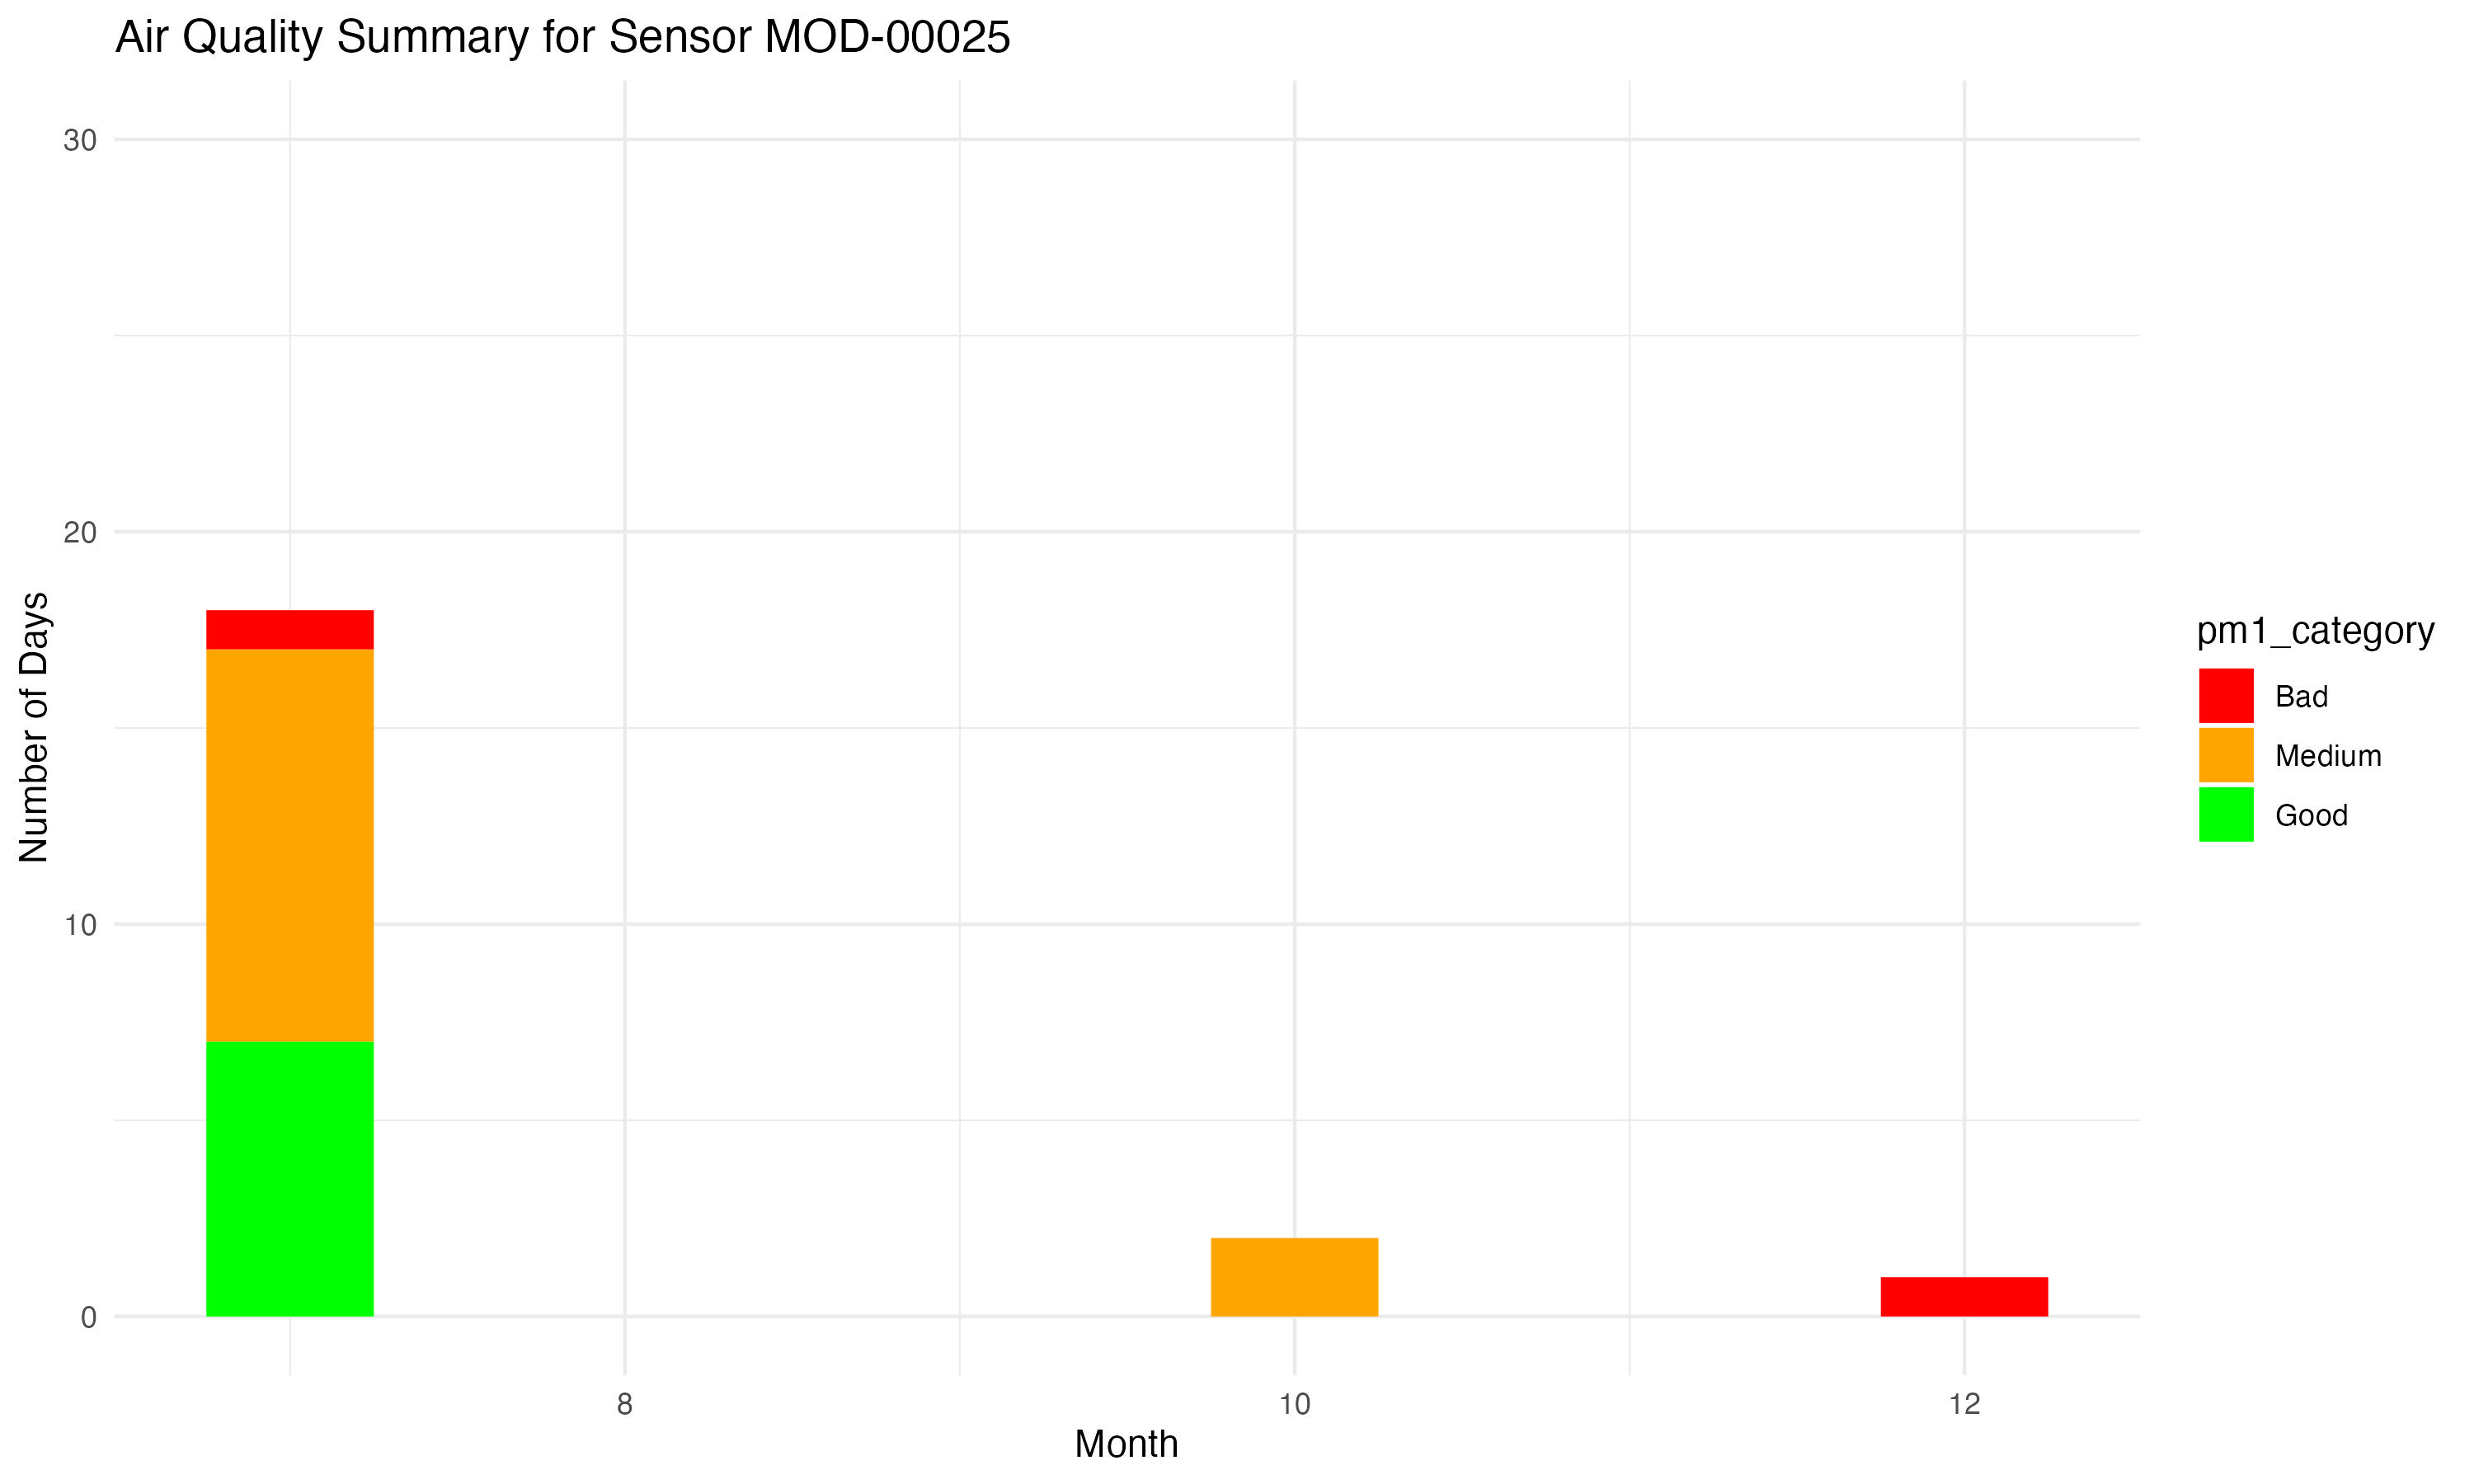 Air Quality Summary for Sensor MOD-00025
30
20
10
0
Number of Days
8
10
12
Month
pm1_category
Bad
Medium
Good